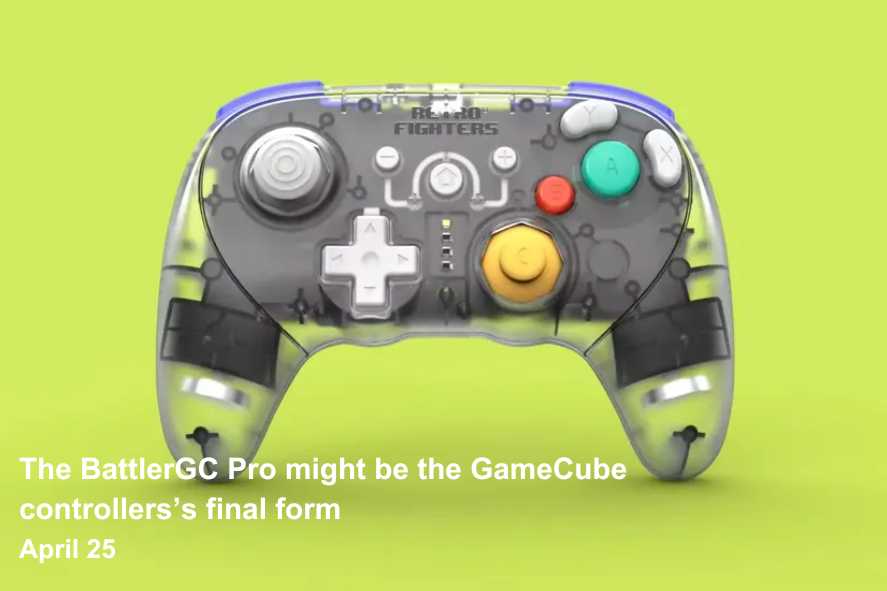 RETRO
FIGHTERS
Y
X
A
B
C
The BattlerGC Pro might be the GameCube
controllers’s final form
April 25